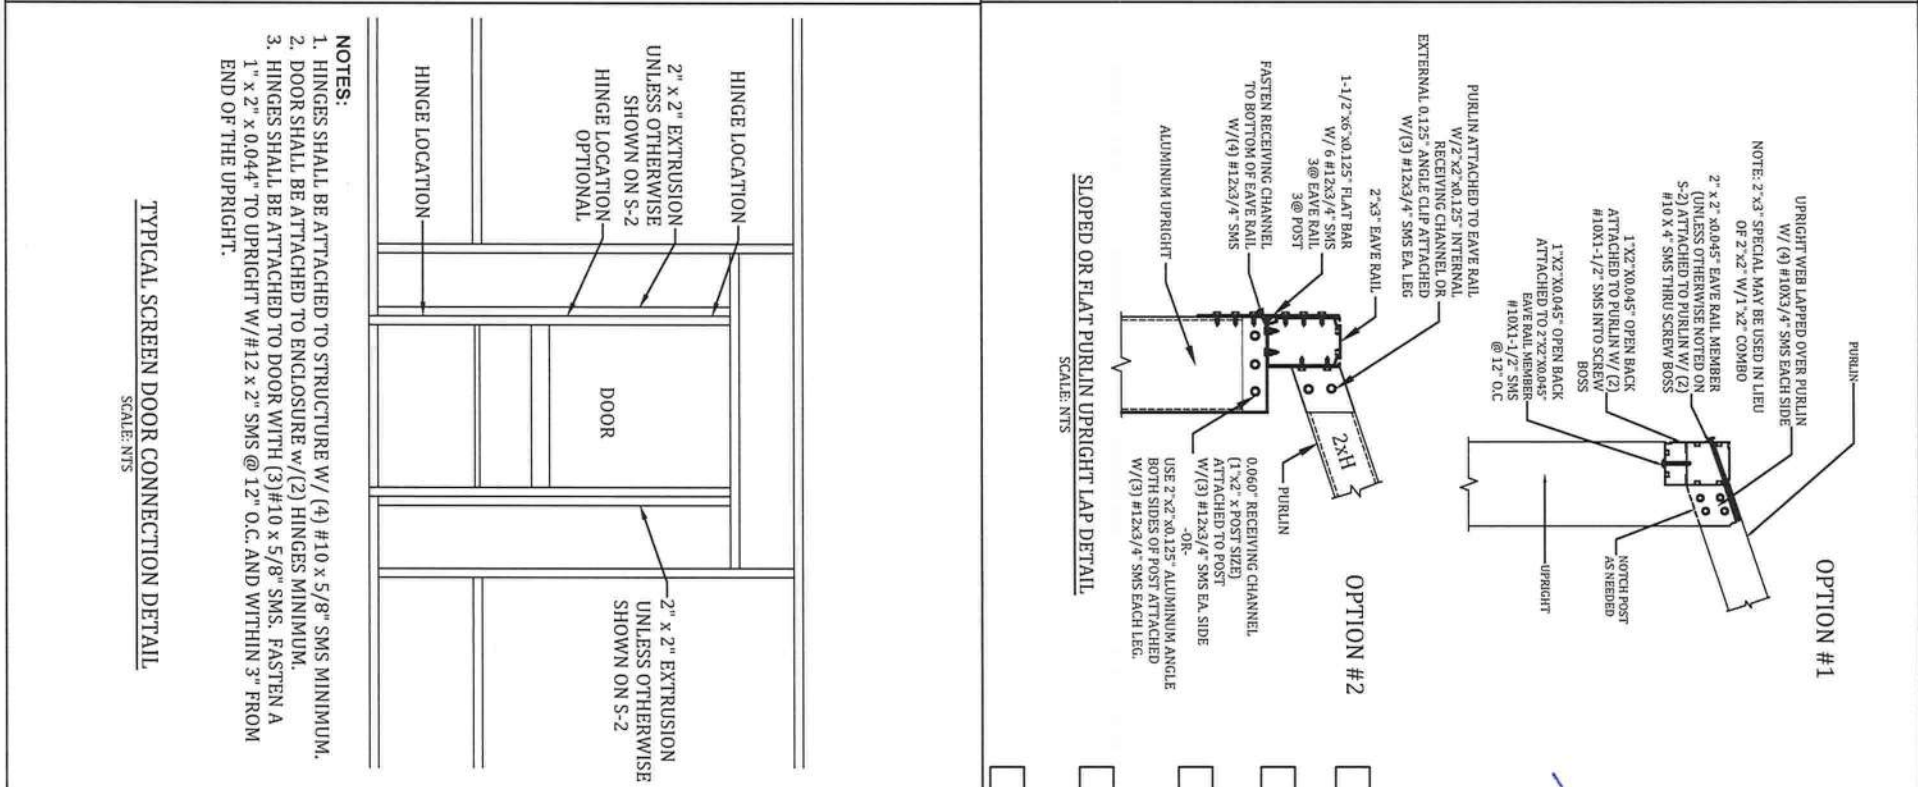 PURLIN
OPTION #1
UPRIGHT WEB LAPPED OVER PURLIN
W/ (4) #10X3/4" SMS EACH SIDE
NOTE: 2"x3" SPECIAL MAY BE USED IN LIEU
OF 2"x2" W/1"x2" COMBO
2" x 2" x0.045" EAVE RAIL MEMBER
(UNLESS OTHERWISE NOTED ON
S-2) ATTACHED TO PURLIN W/ (2)
#10 X 4" SMS THRU SCREW BOSS
1"X2"X0.045" OPEN BACK
ATTACHED TO PURLIN W/ (2)
#10X1-1/2" SMS INTO SCREW
BOSS
1"X2"X0.045" OPEN BACK
ATTACHED TO 2"X2"X0.045"
EAVE RAIL MEMBER
#10X1-1/2" SMS
@ 12" O.C
NOTCH POST
AS NEEDED
UPRIGHT
OPTION #2
PURLIN ATTACHED TO EAVE RAIL
W/2"x2"x0.125" INTERNAL
RECEIVING CHANNEL OR
EXTERNAL 0.125" ANGLE CLIP ATTACHED
W/(3) #12x3/4" SMS EA. LEG
2"x3" EAVE RAIL
1-1/2"x6"x0.125" FLAT BAR
W/ 6 #12x3/4" SMS
3@ EAVE RAIL
3@ POST
FASTEN RECEIVING CHANNEL
TO BOTTOM OF EAVE RAIL
W/(4) #12x3/4" SMS
ALUMINUM UPRIGHT
2xH
PURLIN
0.060" RECEIVING CHANNEL
(1"x2" x POST SIZE)
ATTACHED TO POST
W/(3) #12x3/4" SMS EA. SIDE
-OR-
USE 2"x2"x0.125" ALUMINUM ANGLE
BOTH SIDES OF POST ATTACHED
W/(3) #12x3/4" SMS EACH LEG.
SLOPED OR FLAT PURLIN UPRIGHT LAP DETAIL
SCALE: NTS
HINGE LOCATION
2" x 2" EXTRUSION
UNLESS OTHERWISE
SHOWN ON S-2
HINGE LOCATION
OPTIONAL
HINGE LOCATION
DOOR
2" x 2" EXTRUSION
UNLESS OTHERWISE
SHOWN ON S-2
NOTES:
1. HINGES SHALL BE ATTACHED TO STRUCTURE W/ (4) #10 x 5/8" SMS MINIMUM.
2. DOOR SHALL BE ATTACHED TO ENCLOSURE w/(2) HINGES MINIMUM.
3. HINGES SHALL BE ATTACHED TO DOOR WITH (3)#10 x 5/8" SMS. FASTEN A
1" x 2" x 0.044" TO UPRIGHT W/#12 x 2" SMS @ 12" O.C. AND WITHIN 3" FROM
END OF THE UPRIGHT.
TYPICAL SCREEN DOOR CONNECTION DETAIL
SCALE: NTS